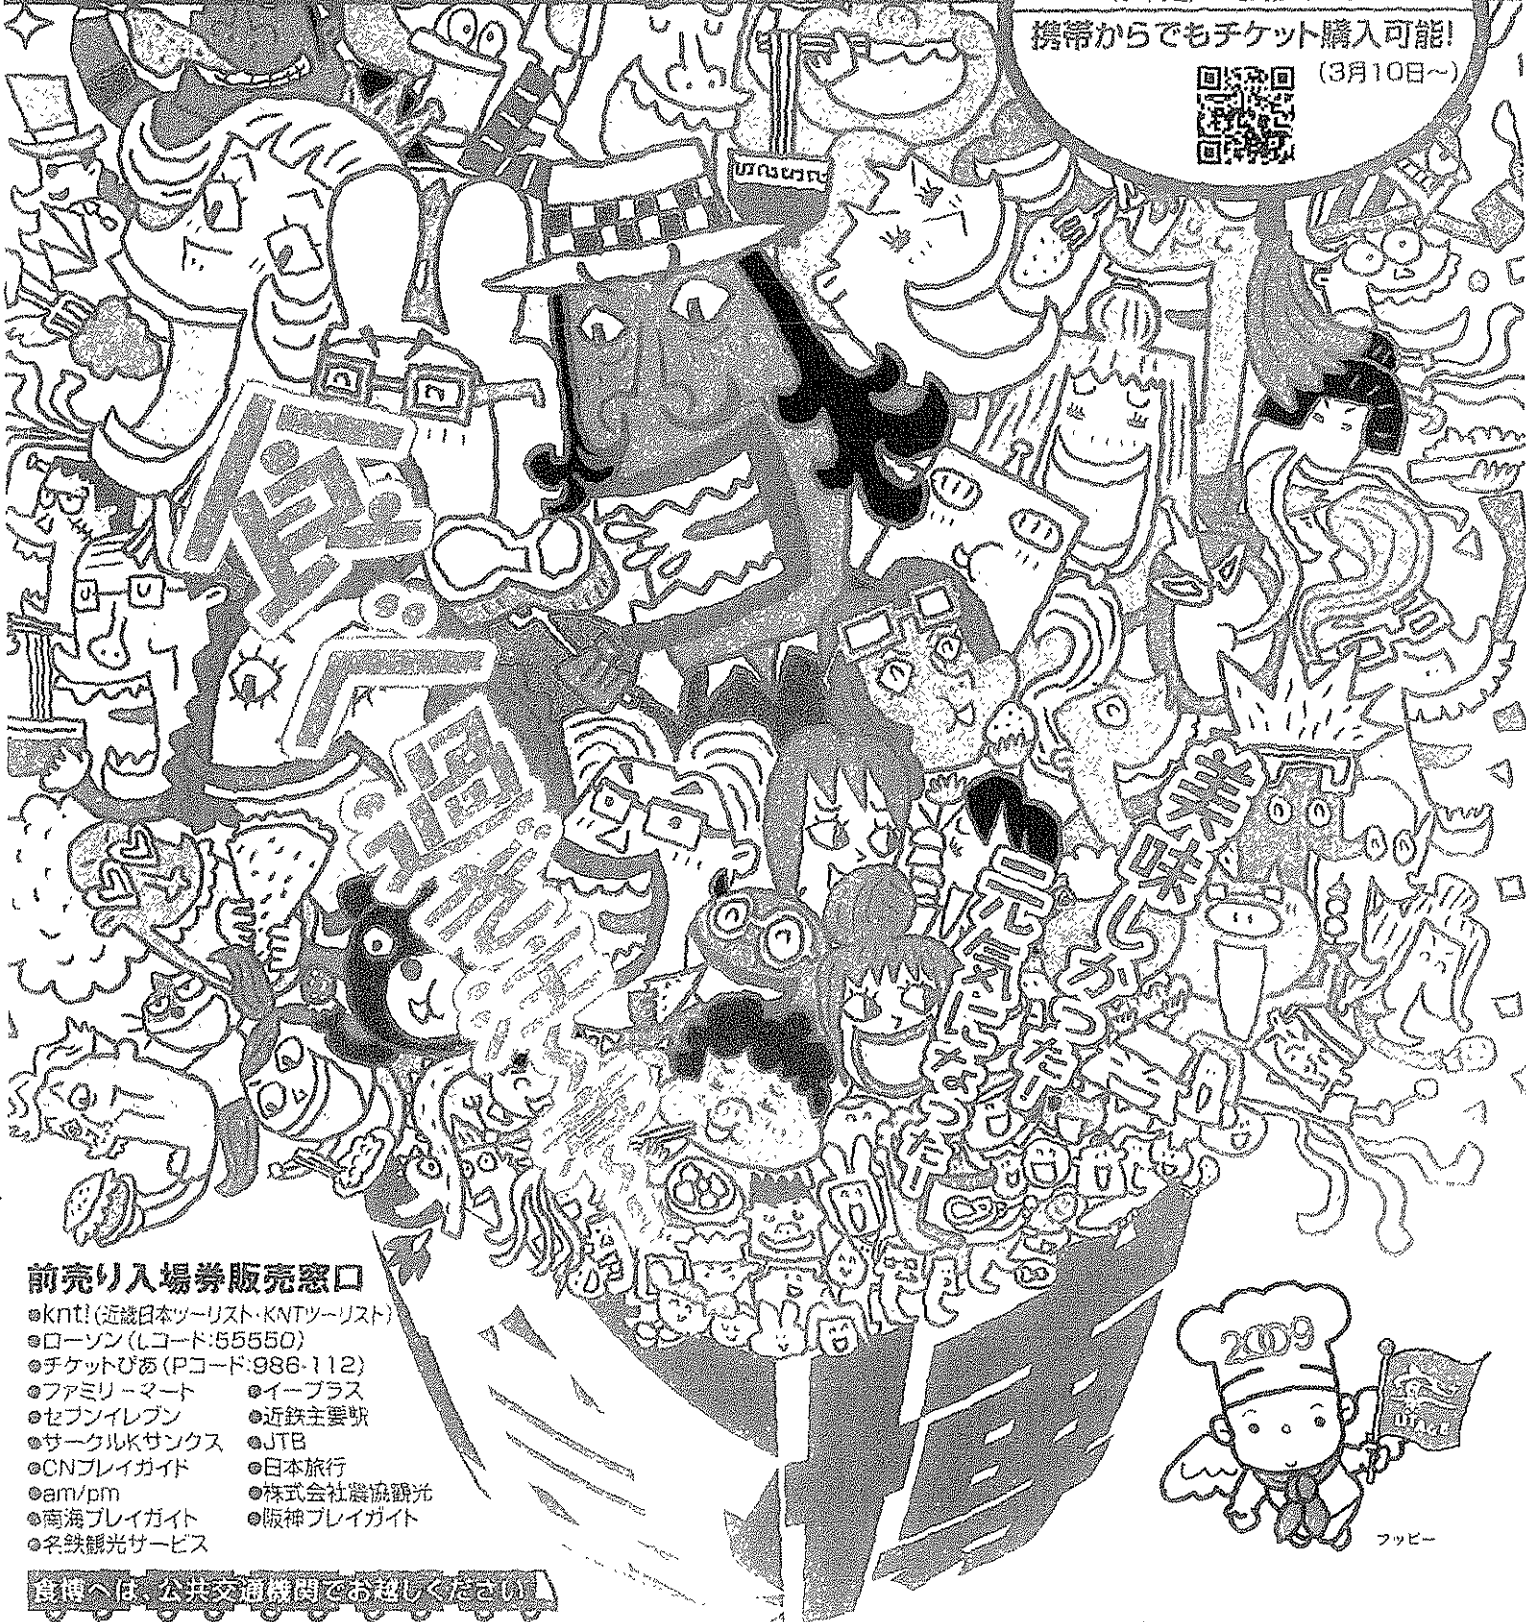 携帯からでもチケット購入可能!
(3月10日〜)
美味しかったヤ
元気になったヤ
前売り入場券販売窓口
●knt!(近畿日本ツーリスト・KNTツーリスト)
●ローソン(Lコード:55550)
●チケットぴあ(Pコード:986-112)
●ファミリーマート ●イープラス
●セブンイレブン ●近鉄主要駅
●サークルKサンクス ●JTB
●CNプレイガイド ●日本旅行
●am/pm ●株式会社農協観光
●南海プレイガイト ●阪神プレイガイト
●名鉄観光サービス
食博へは、公共交通機関でお越しください
2009
UTAGE
フッピー